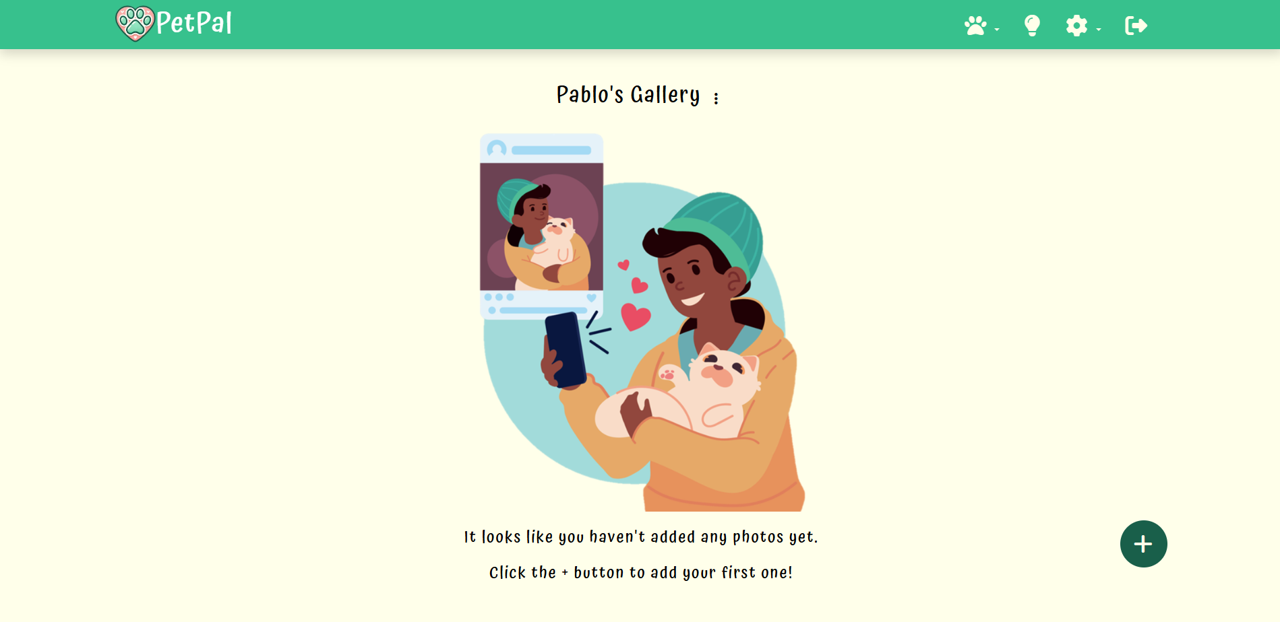 PetPal
Pablo's Gallery
It looks like you haven't added any photos yet.
Click the + button to add your first one!